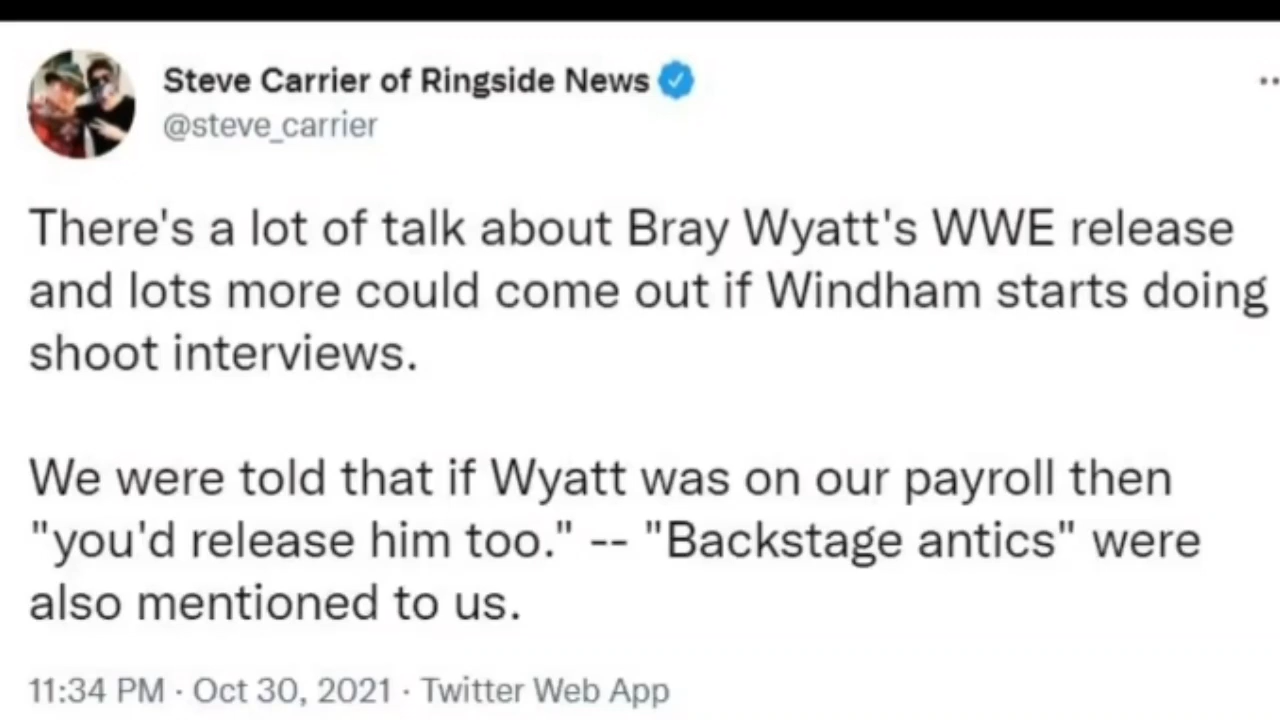 Steve Carrier of Ringside News
@steve_carrier
There's a lot of talk about Bray Wyatt's WWE release
and lots more could come out if Windham starts doing
shoot interviews.
We were told that if Wyatt was on our payroll then
"you'd release him too." -- "Backstage antics" were
also mentioned to us.
11:34 PM · Oct 30, 2021 · Twitter Web App